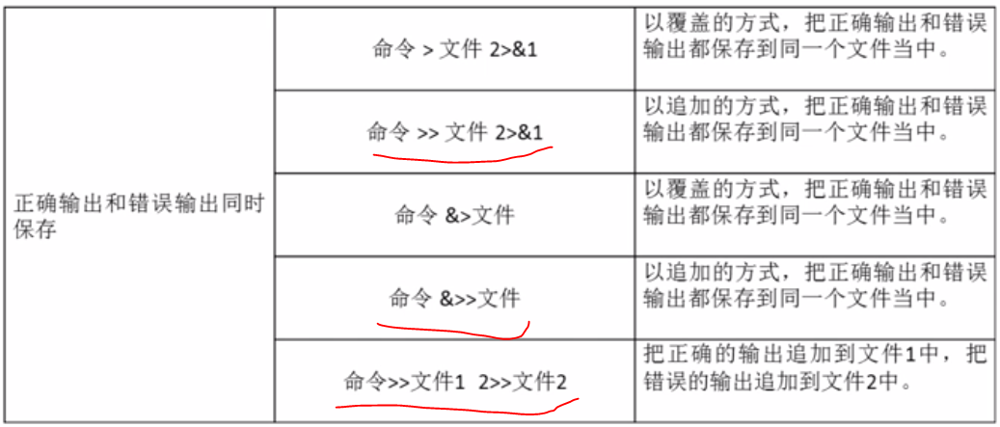 正确输出和错误输出同时
保存
命令 > 文件 2>&1
以覆盖的方式，把正确输出和错误
输出都保存到同一个文件当中。
命令 >> 文件 2>&1
以追加的方式，把正确输出和错误
输出都保存到同一个文件当中。
命令 &>文件
以覆盖的方式，把正确输出和错误
输出都保存到同一个文件当中。
命令 &>>文件
以追加的方式，把正确输出和错误
输出都保存到同一个文件当中。
命令>>文件1 2>>文件2
把正确的输出追加到文件1中，把
错误的输出追加到文件2中。